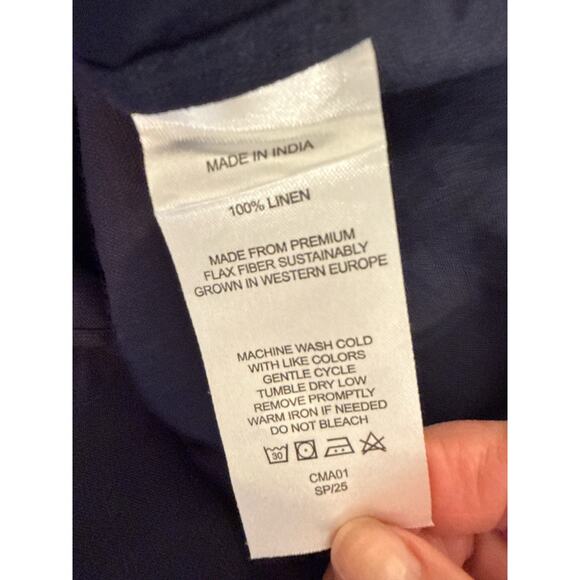 MADE IN INDIA
100% LINEN
MADE FROM PREMIUM
FLAX FIBER SUSTAINABLY
GROWN IN WESTERN EUROPE
MACHINE WASH COLD
WITH LIKE COLORS
GENTLE CYCLE
TUMBLE DRY LOW
REMOVE PROMPTLY
WARM IRON IF NEEDED
DO NOT BLEACH
30
CMA01
SP/25